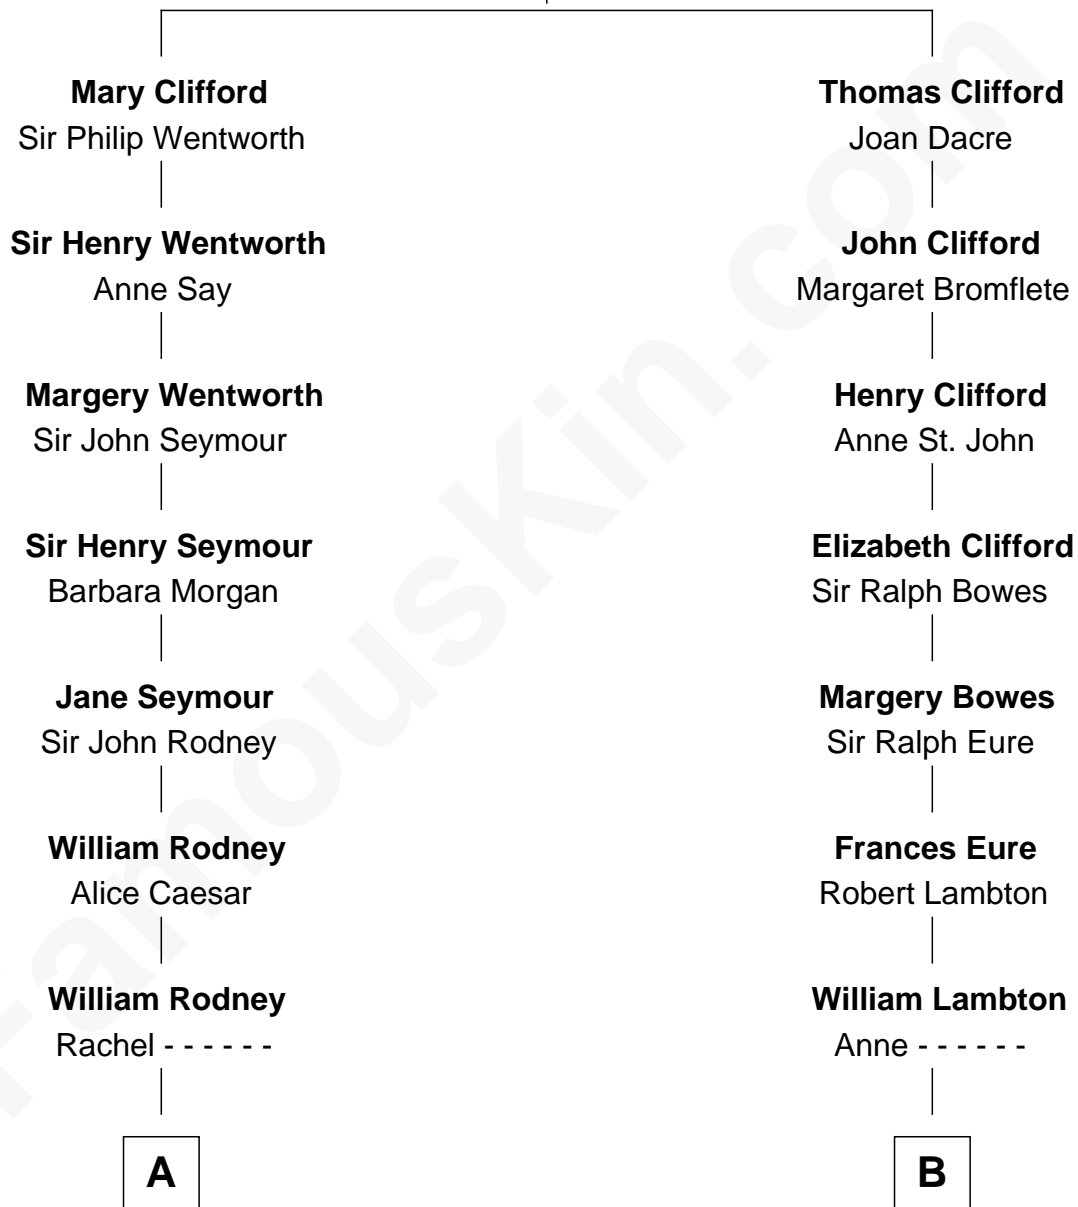 Mary Clifford
Sir Philip Wentworth
Thomas Clifford
Joan Dacre
Sir Henry Wentworth
Anne Say
John Clifford
Margaret Bromflete
Margery Wentworth
Sir John Seymour
Henry Clifford
Anne St. John
Sir Henry Seymour
Barbara Morgan
Elizabeth Clifford
Sir Ralph Bowes
Jane Seymour
Sir John Rodney
Margery Bowes
Sir Ralph Eure
William Rodney
Alice Caesar
Frances Eure
Robert Lambton
William Rodney
Rachel - - - - - -
William Lambton
Anne - - - - - -
A
B
FamousKin.com